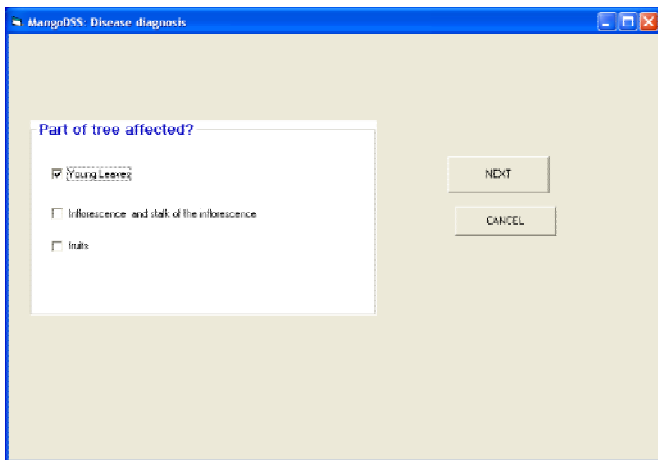 MangoDSS: Disease diagnosis
Part of tree affected?
Young Leaves
Inflorescence and stalk of the inflorescence
fruits
NEXT
CANCEL